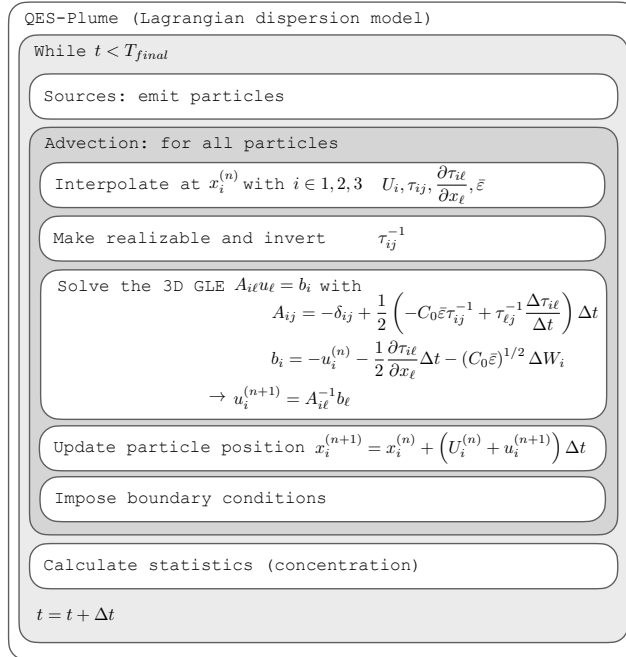 QES-Plume (Lagrangian dispersion model)
While $t < T_{final}$
Sources: emit particles
Advection: for all particles
Interpolate at $x_i^{(n)}$ with $i \in 1,2,3$ $U_i, \tau_{ij}, \dfrac{\partial \tau_{i\ell}}{\partial x_\ell}, \bar{\varepsilon}$
Make realizable and invert $\tau_{ij}^{-1}$
Solve the 3D GLE $A_{i\ell} u_\ell = b_i$ with
$A_{ij} = -\delta_{ij} + \dfrac{1}{2} \left( -C_0 \bar{\varepsilon} \tau_{ij}^{-1} + \tau_{\ell j}^{-1} \dfrac{\Delta \tau_{i\ell}}{\Delta t} \right) \Delta t$
$b_i = -u_i^{(n)} - \dfrac{1}{2} \dfrac{\partial \tau_{i\ell}}{\partial x_\ell} \Delta t - (C_0 \bar{\varepsilon})^{1/2} \Delta W_i$
$\rightarrow u_i^{(n+1)} = A_{i\ell}^{-1} b_\ell$
Update particle position $x_i^{(n+1)} = x_i^{(n)} + \left( U_i^{(n)} + u_i^{(n+1)} \right) \Delta t$
Impose boundary conditions
Calculate statistics (concentration)
$t = t + \Delta t$